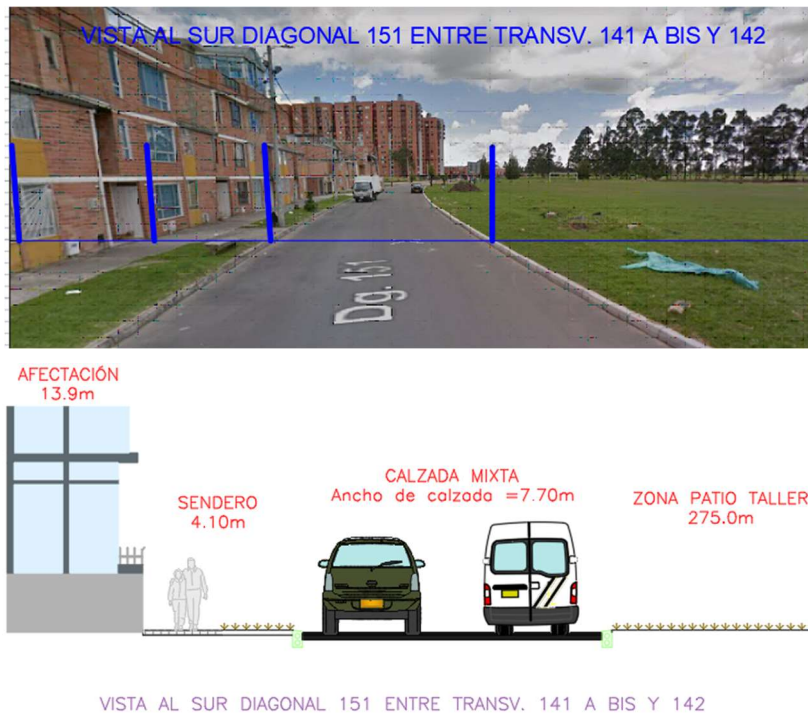 VISTA AL SUR DIAGONAL 151 ENTRE TRANSV. 141 A BIS Y 142
Dg. 151
AFECTACIÓN
13.9m
SENDERO
4.10m
CALZADA MIXTA
Ancho de calzada =7.70m
ZONA PATIO TALLER
275.0m
VISTA AL SUR DIAGONAL 151 ENTRE TRANSV. 141 A BIS Y 142